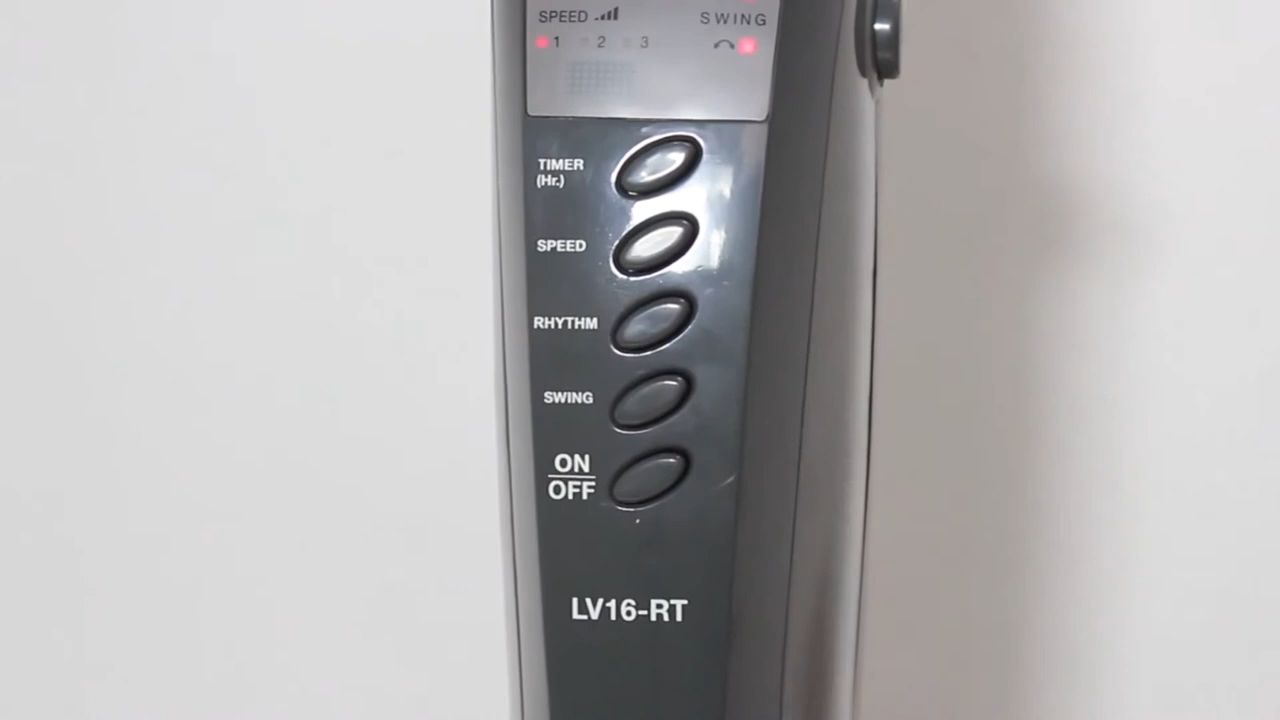 SPEED SWING
1 2 3
TIMER
(Hr.)
SPEED
RHYTHM
SWING
ON
OFF
LV16-RT